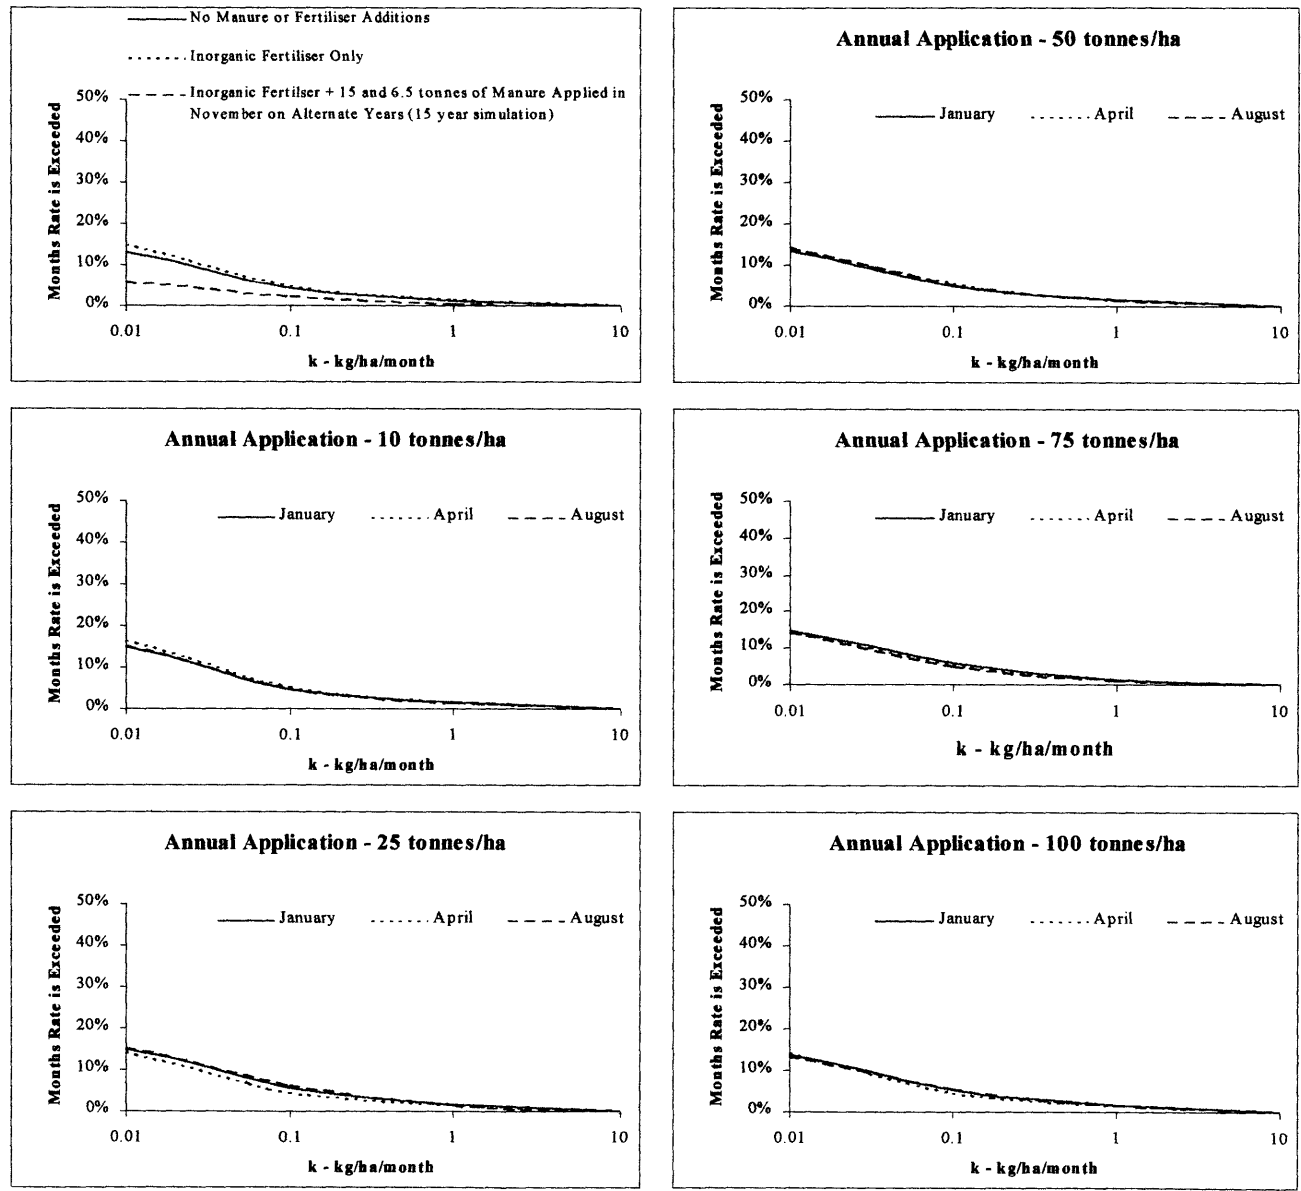 No Manure or Fertiliser Additions
Inorganic Fertiliser Only
Inorganic Fertilser + 15 and 6.5 tonnes of Manure Applied in
November on Alternate Years (15 year simulation)
Months Rate is Exceeded
50%
40%
30%
20%
10%
0%
0.01 0.1 1 10
k - kg/ha/month
Annual Application - 50 tonnes/ha
January April August
Months Rate is Exceeded
50%
40%
30%
20%
10%
0%
0.01 0.1 1 10
k - kg/ha/month
Annual Application - 10 tonnes/ha
January April August
Months Rate is Exceeded
50%
40%
30%
20%
10%
0%
0.01 0.1 1 10
k - kg/ha/month
Annual Application - 75 tonnes/ha
January April August
Months Rate is Exceeded
50%
40%
30%
20%
10%
0%
0.01 0.1 1 10
k - kg/ha/month
Annual Application - 25 tonnes/ha
January April August
Months Rate is Exceeded
50%
40%
30%
20%
10%
0%
0.01 0.1 1 10
k - kg/ha/month
Annual Application - 100 tonnes/ha
January April August
Months Rate is Exceeded
50%
40%
30%
20%
10%
0%
0.01 0.1 1 10
k - kg/ha/month